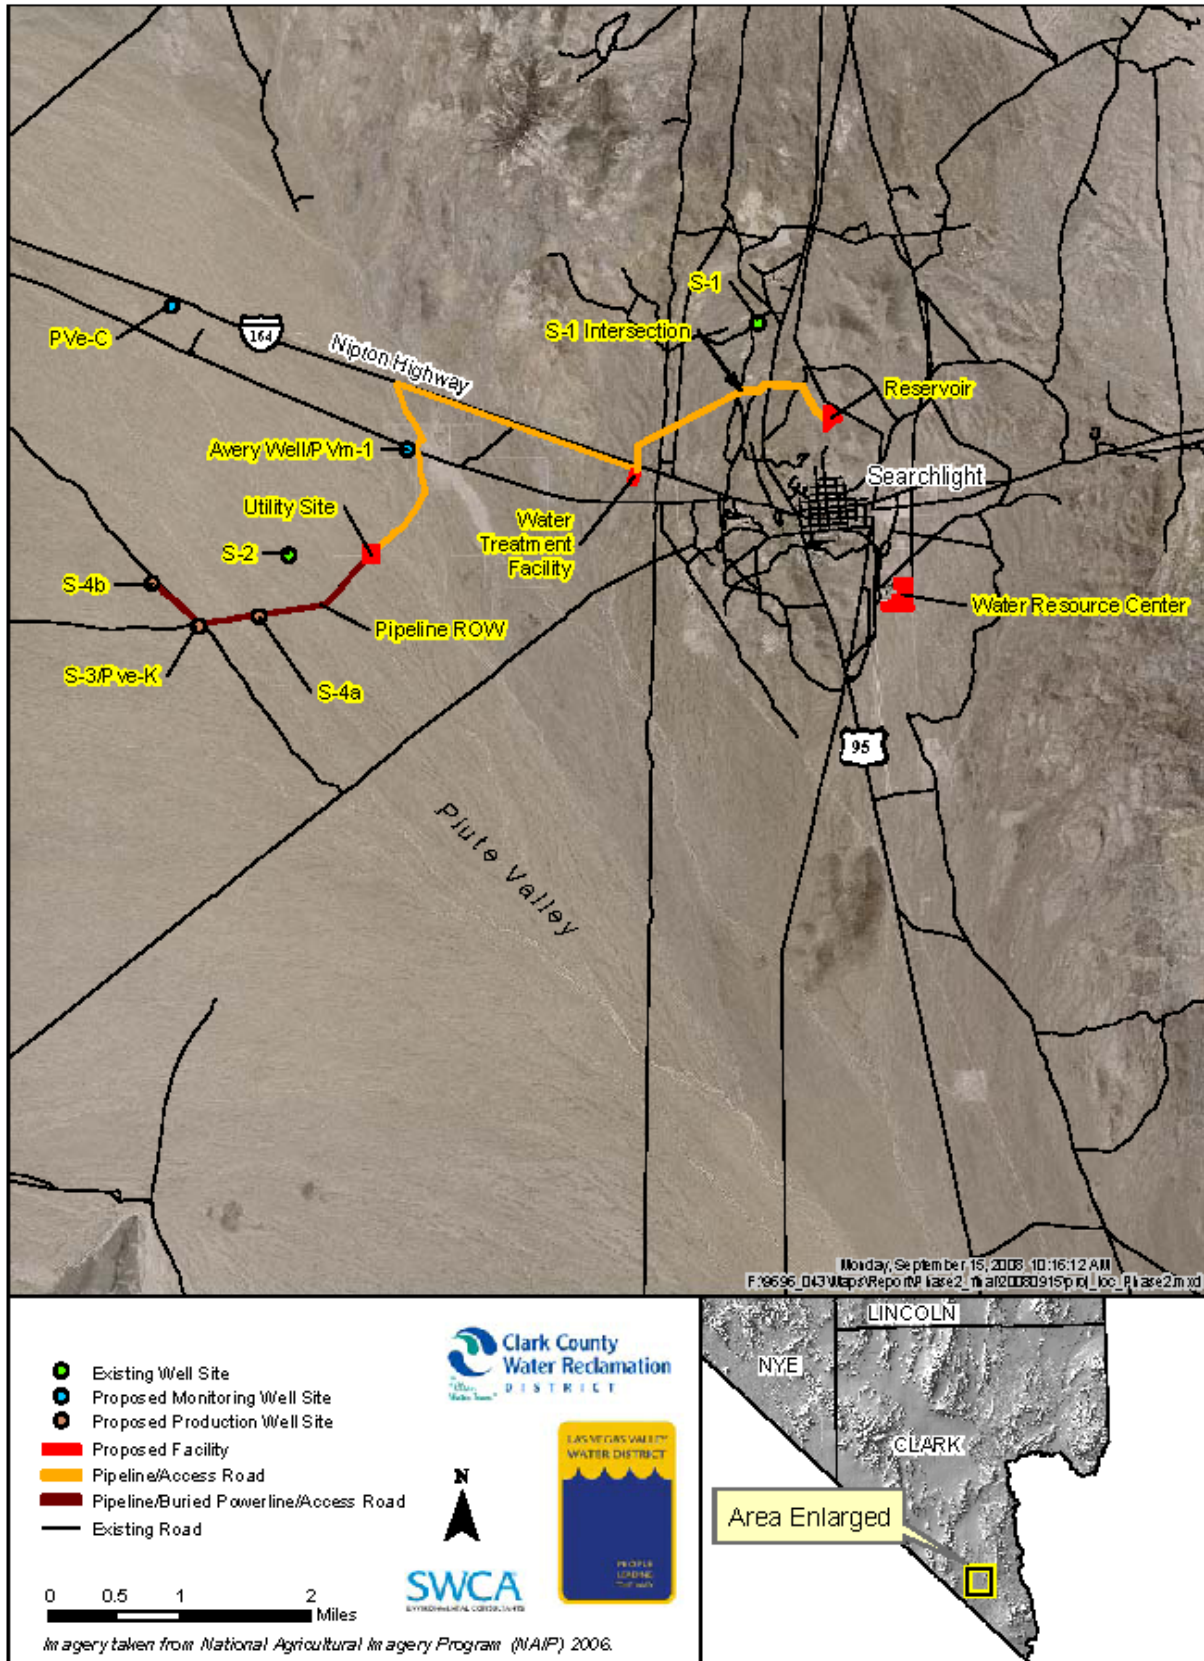 S-1
PVe-C
164
S-1 Intersection
Nipton Highway
Reservoir
Avery Well/PVm-1
Searchlight
Utility Site
Water
Treatment
Facility
S-2
S-4b
Water Resource Center
Pipeline ROW
S-3/Pve-K
S-4a
95
Piute Valley
Monday, September 15, 2008 10:16:12 AM
Existing Well Site
Proposed Monitoring Well Site
Proposed Production Well Site
Proposed Facility
Pipeline/Access Road
Pipeline/Buried Powerline/Access Road
Existing Road
0 0.5 1 2
Miles
Imagery taken from National Agricultural Imagery Program (NAIP) 2006.
Clark County
Water Reclamation
DISTRICT
N
SWCA
ENVIRONMENTAL CONSULTANTS
LAS VEGAS VALLEY
WATER DISTRICT
LINCOLN
NYE
CLARK
Area Enlarged